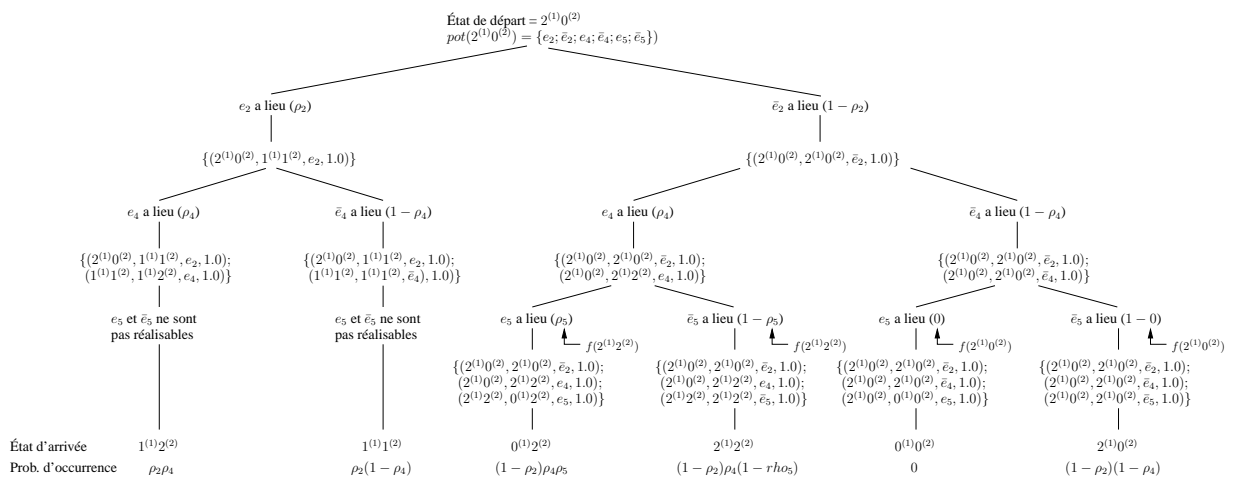 État de départ = 2^{(1)}0^{(2)}
pot(2^{(1)}0^{(2)}) = {e_2; ē_2; e_4; ē_4; e_5; ē_5})
e_2 a lieu (ρ_2)
ē_2 a lieu (1 − ρ_2)
{(2^{(1)}0^{(2)}, 1^{(1)}1^{(2)}, e_2, 1.0)}
{(2^{(1)}0^{(2)}, 2^{(1)}0^{(2)}, ē_2, 1.0)}
e_4 a lieu (ρ_4)
ē_4 a lieu (1 − ρ_4)
e_4 a lieu (ρ_4)
ē_4 a lieu (1 − ρ_4)
{(2^{(1)}0^{(2)}, 1^{(1)}1^{(2)}, e_2, 1.0);
(1^{(1)}1^{(2)}, 1^{(1)}2^{(2)}, e_4, 1.0)}
{(2^{(1)}0^{(2)}, 1^{(1)}1^{(2)}, e_2, 1.0);
(1^{(1)}1^{(2)}, 1^{(1)}1^{(2)}, ē_4), 1.0)}
{(2^{(1)}0^{(2)}, 2^{(1)}0^{(2)}, ē_2, 1.0);
(2^{(1)}0^{(2)}, 2^{(1)}2^{(2)}, e_4, 1.0)}
{(2^{(1)}0^{(2)}, 2^{(1)}0^{(2)}, ē_2, 1.0);
(2^{(1)}0^{(2)}, 2^{(1)}0^{(2)}, ē_4, 1.0)}
e_5 et ē_5 ne sont
pas réalisables
e_5 et ē_5 ne sont
pas réalisables
e_5 a lieu (ρ_5)
f(2^{(1)}2^{(2)})
ē_5 a lieu (1 − ρ_5)
f(2^{(1)}2^{(2)})
e_5 a lieu (0)
f(2^{(1)}0^{(2)})
ē_5 a lieu (1 − 0)
f(2^{(1)}0^{(2)})
{(2^{(1)}0^{(2)}, 2^{(1)}0^{(2)}, ē_2, 1.0);
(2^{(1)}0^{(2)}, 2^{(1)}2^{(2)}, e_4, 1.0);
(2^{(1)}2^{(2)}, 0^{(1)}2^{(2)}, e_5, 1.0)}
{(2^{(1)}0^{(2)}, 2^{(1)}0^{(2)}, ē_2, 1.0);
(2^{(1)}0^{(2)}, 2^{(1)}2^{(2)}, e_4, 1.0);
(2^{(1)}2^{(2)}, 2^{(1)}2^{(2)}, ē_5, 1.0)}
{(2^{(1)}0^{(2)}, 2^{(1)}0^{(2)}, ē_2, 1.0);
(2^{(1)}0^{(2)}, 2^{(1)}0^{(2)}, ē_4, 1.0);
(2^{(1)}0^{(2)}, 0^{(1)}0^{(2)}, e_5, 1.0)}
{(2^{(1)}0^{(2)}, 2^{(1)}0^{(2)}, ē_2, 1.0);
(2^{(1)}0^{(2)}, 2^{(1)}0^{(2)}, ē_4, 1.0);
(2^{(1)}0^{(2)}, 2^{(1)}0^{(2)}, ē_5, 1.0)}
État d'arrivée 1^{(1)}2^{(2)} 1^{(1)}1^{(2)} 0^{(1)}2^{(2)} 2^{(1)}2^{(2)} 0^{(1)}0^{(2)} 2^{(1)}0^{(2)}
Prob. d'occurrence ρ_2ρ_4 ρ_2(1 − ρ_4) (1 − ρ_2)ρ_4ρ_5 (1 − ρ_2)ρ_4(1 − rho_5) 0 (1 − ρ_2)(1 − ρ_4)